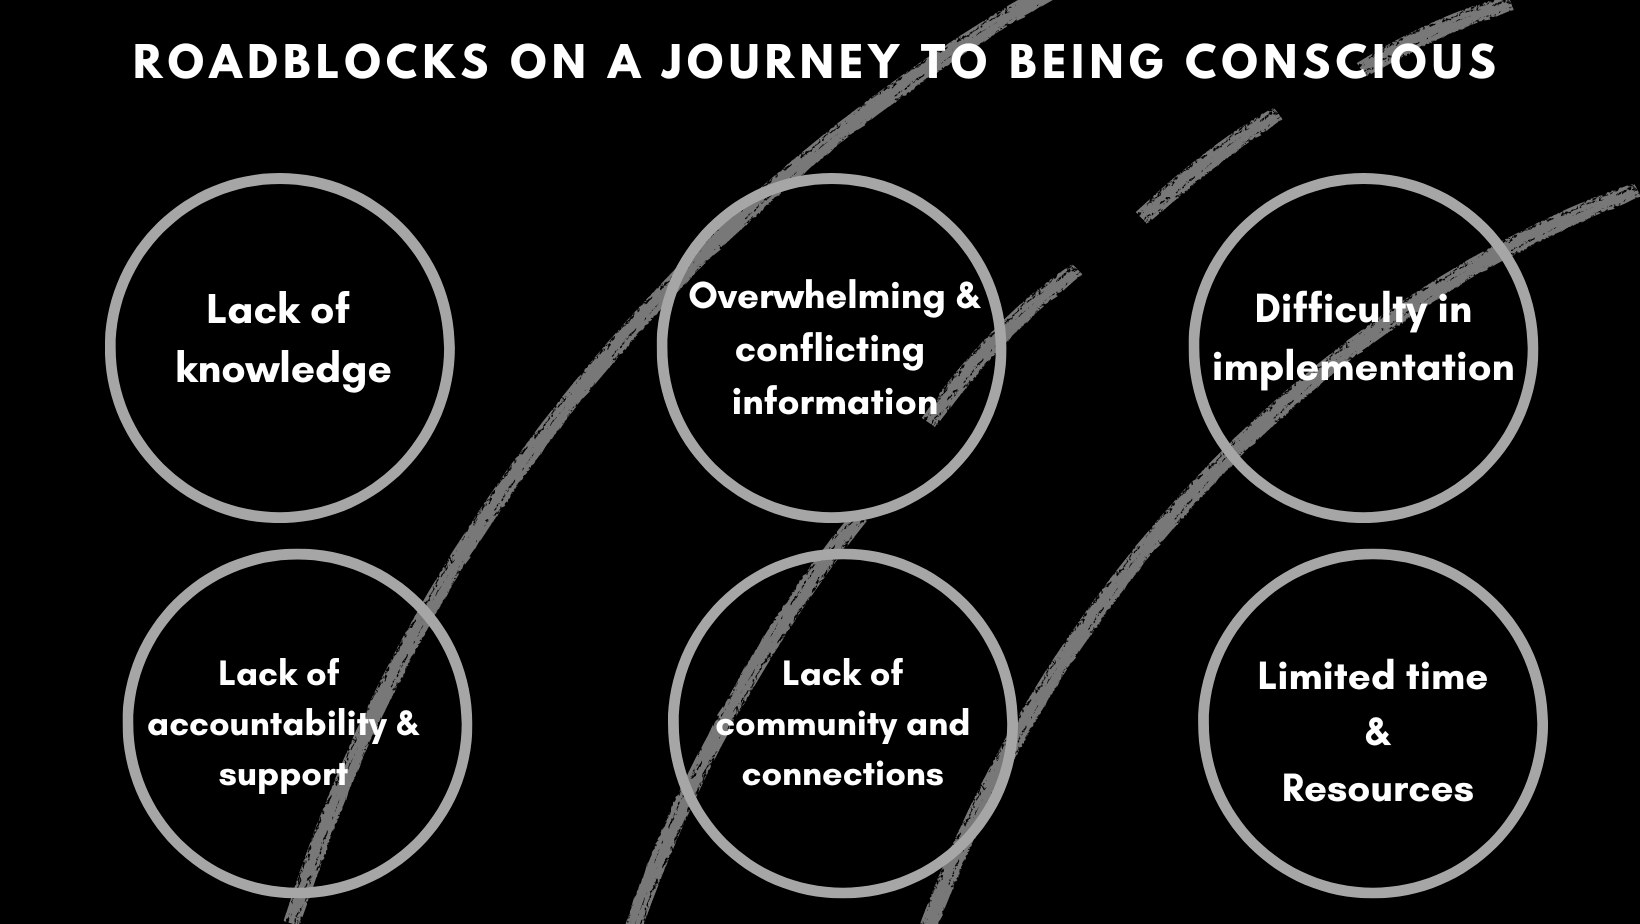 ROADBLOCKS ON A JOURNEY TO BEING CONSCIOUS
Lack of
knowledge
Overwhelming &
conflicting
information
Difficulty in
implementation
Lack of
accountability &
support
Lack of
community and
connections
Limited time
&
Resources